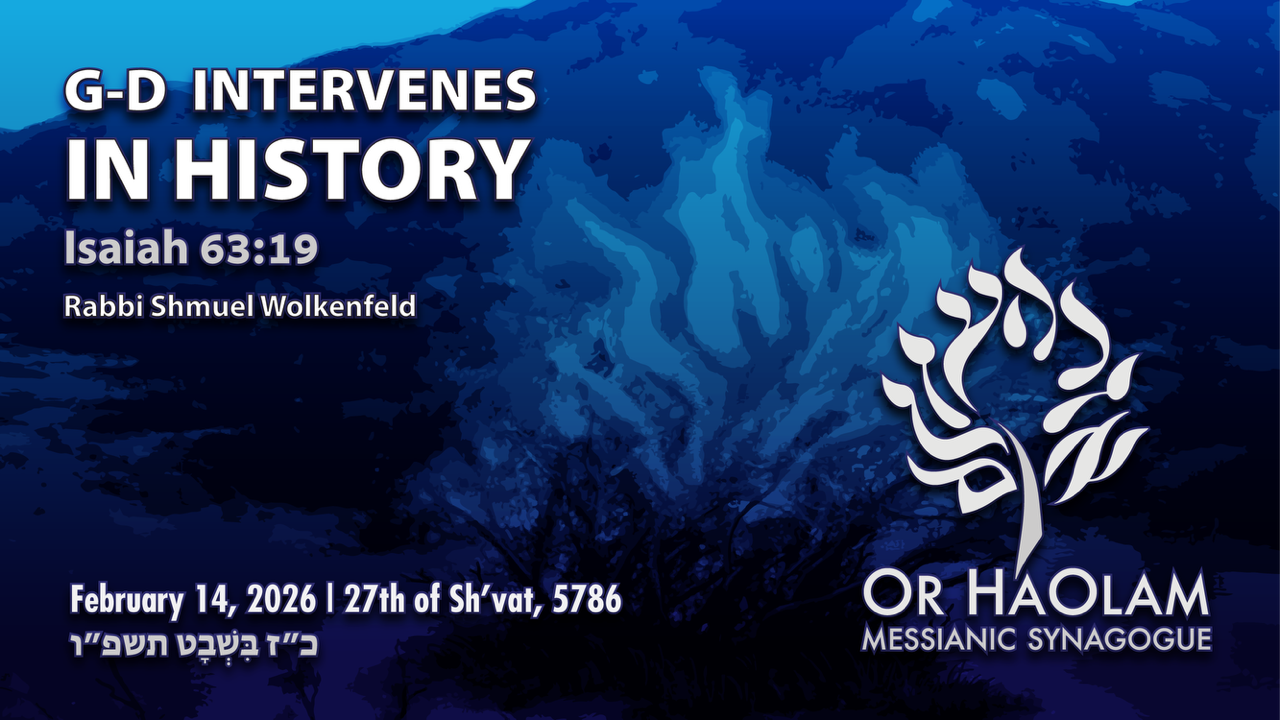 G-D INTERVENES
IN HISTORY
Isaiah 63:19
Rabbi Shmuel Wolkenfeld
February 14, 2026 | 27th of Sh’vat, 5786
כ״ז בִּשְׁבָט תשפ״ו
OR HAOLAM
MESSIANIC SYNAGOGUE